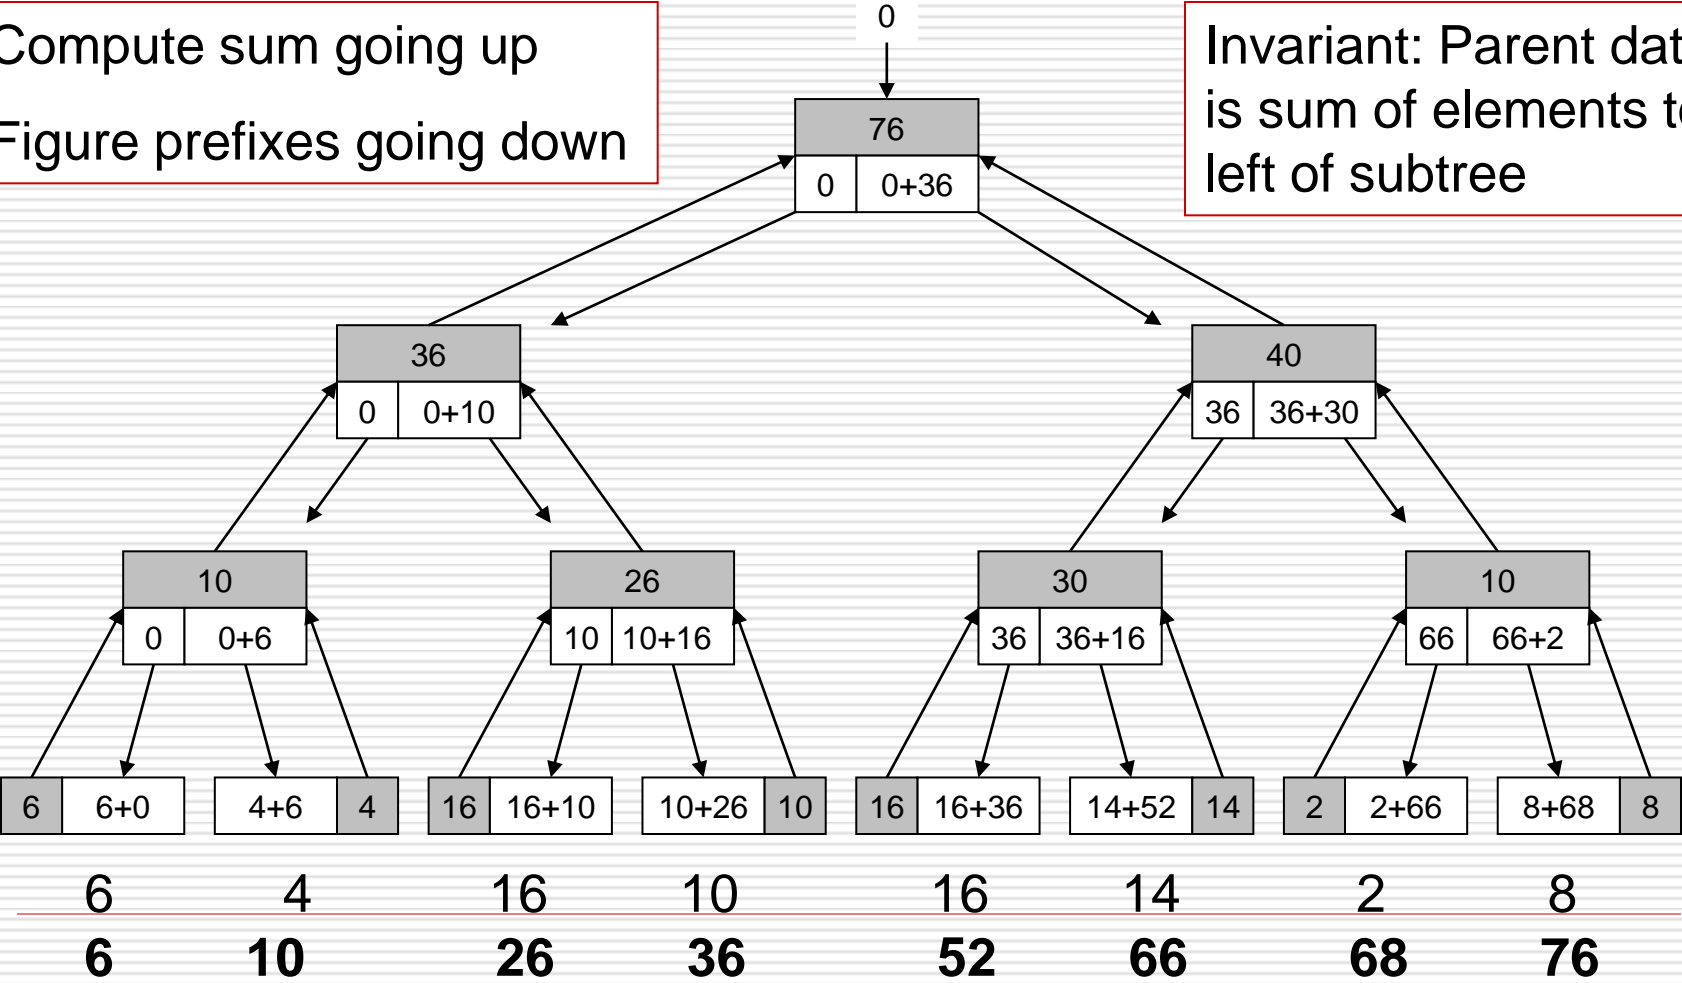 Compute sum going up
Figure prefixes going down
0
Invariant: Parent dat
is sum of elements to
left of subtree
76
0 0+36
36 40
0 0+10 36 36+30
10 26 30 10
0 0+6 10 10+16 36 36+16 66 66+2
6 6+0 4+6 4 16 16+10 10+26 10 16 16+36 14+52 14 2 2+66 8+68 8
6 4 16 10 16 14 2 8
6 10 26 36 52 66 68 76